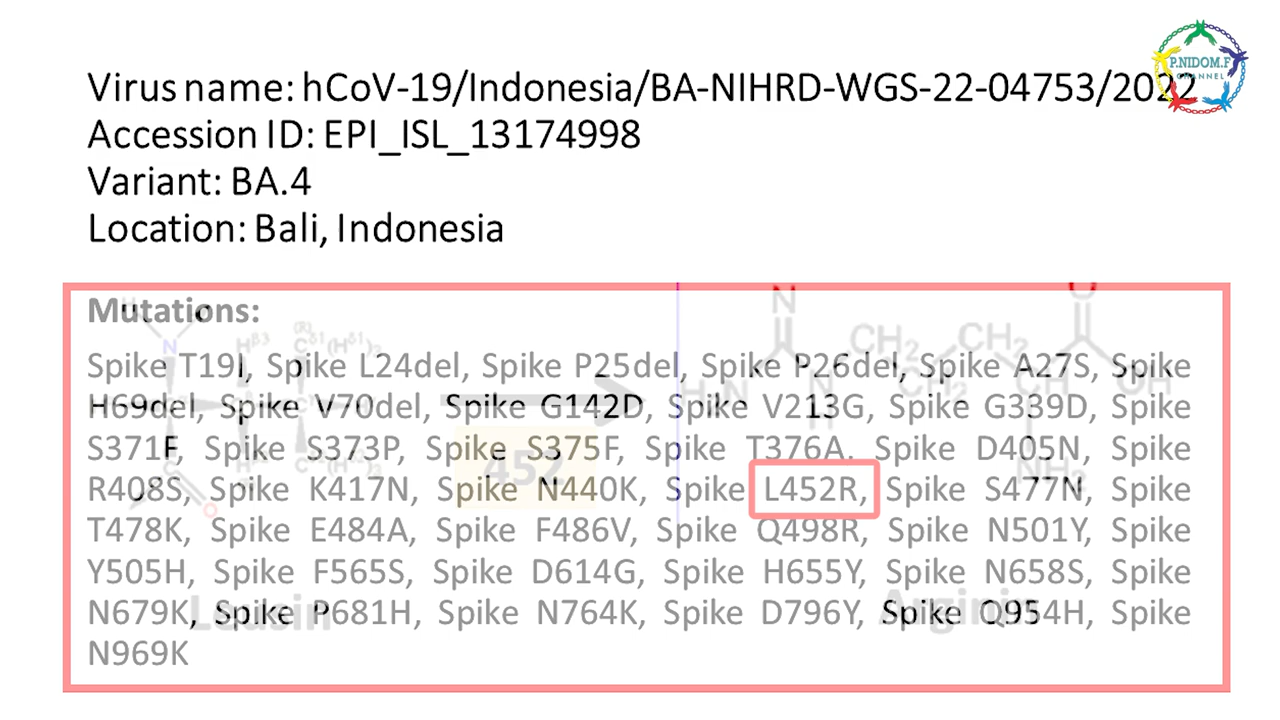 P.NIDOM.F
CHANNEL
Virus name: hCoV-19/Indonesia/BA-NIHRD-WGS-22-04753/2022
Accession ID: EPI_ISL_13174998
Variant: BA.4
Location: Bali, Indonesia
Mutations:
Spike T19I, Spike L24del, Spike P25del, Spike P26del, Spike A27S, Spike
H69del, Spike V70del, Spike G142D, Spike V213G, Spike G339D, Spike
S371F, Spike S373P, Spike S375F, Spike T376A, Spike D405N, Spike
R408S, Spike K417N, Spike N440K, Spike L452R, Spike S477N, Spike
T478K, Spike E484A, Spike F486V, Spike Q498R, Spike N501Y, Spike
Y505H, Spike F565S, Spike D614G, Spike H655Y, Spike N658S, Spike
N679K, Spike P681H, Spike N764K, Spike D796Y, Spike Q954H, Spike
N969K
452